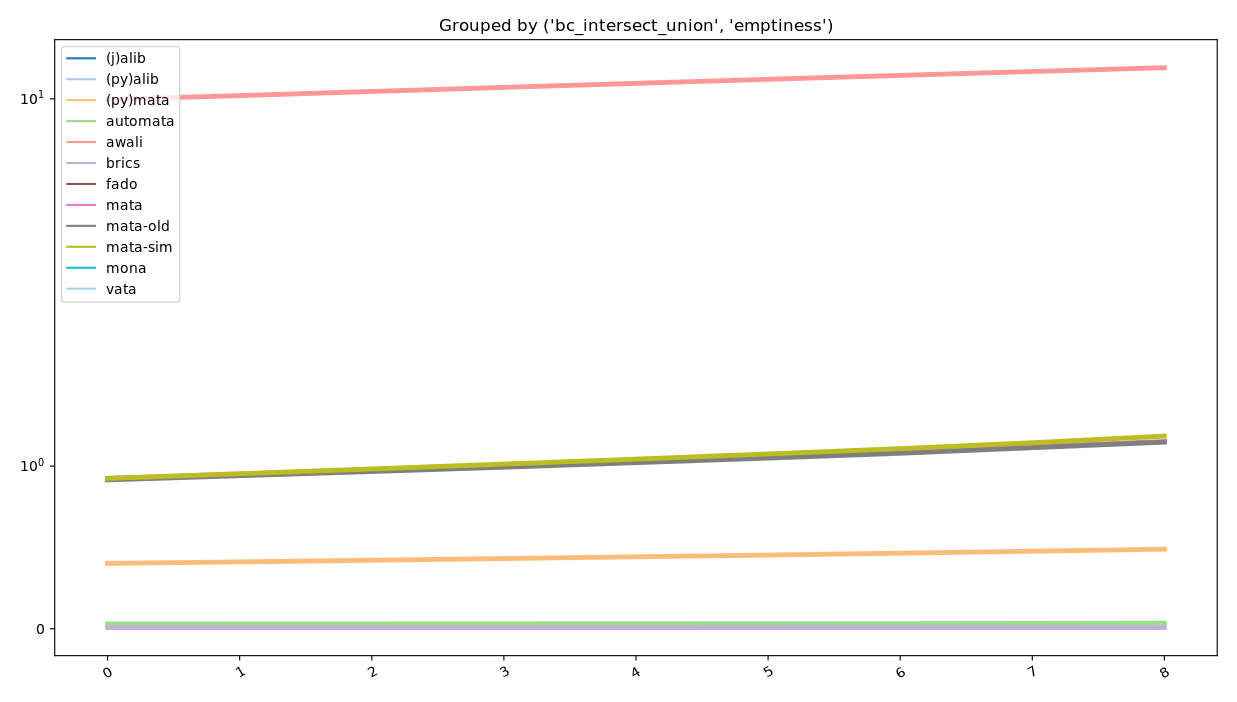 Grouped by ('bc_intersect_union', 'emptiness')
(j)alib
(py)alib
(py)mata
automata
awali
brics
fado
mata
mata-old
mata-sim
mona
vata
10¹
10⁰
0
0 1 2 3 4 5 6 7 8